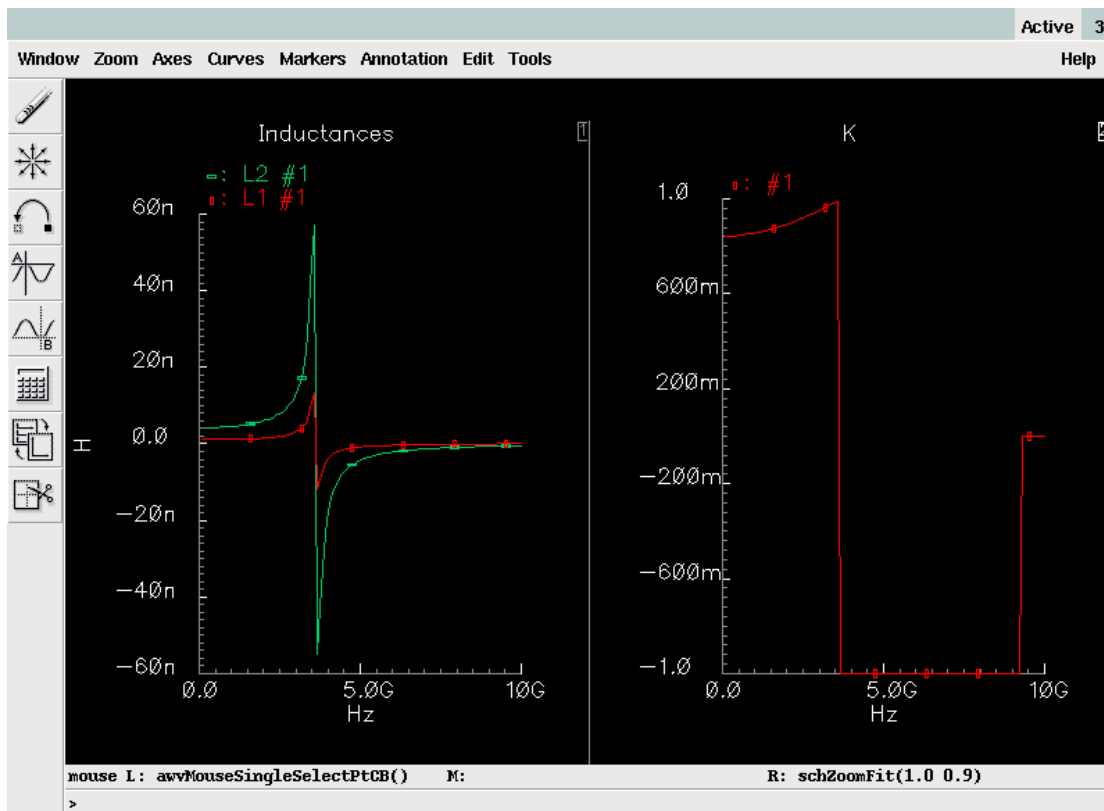 Active 3
Window Zoom Axes Curves Markers Annotation Edit Tools Help
A
B
Inductances
1
-: L2 #1
▯: L1 #1
60n
40n
20n
0.0
-20n
-40n
-60n
H
0.0 5.0G 10G
Hz
K
▯: #1
1.0
600m
200m
-200m
-600m
-1.0
0.0 5.0G 10G
Hz
mouse L: awvMouseSingleSelectPtCB() M: R: schZoomFit(1.0 0.9)
>